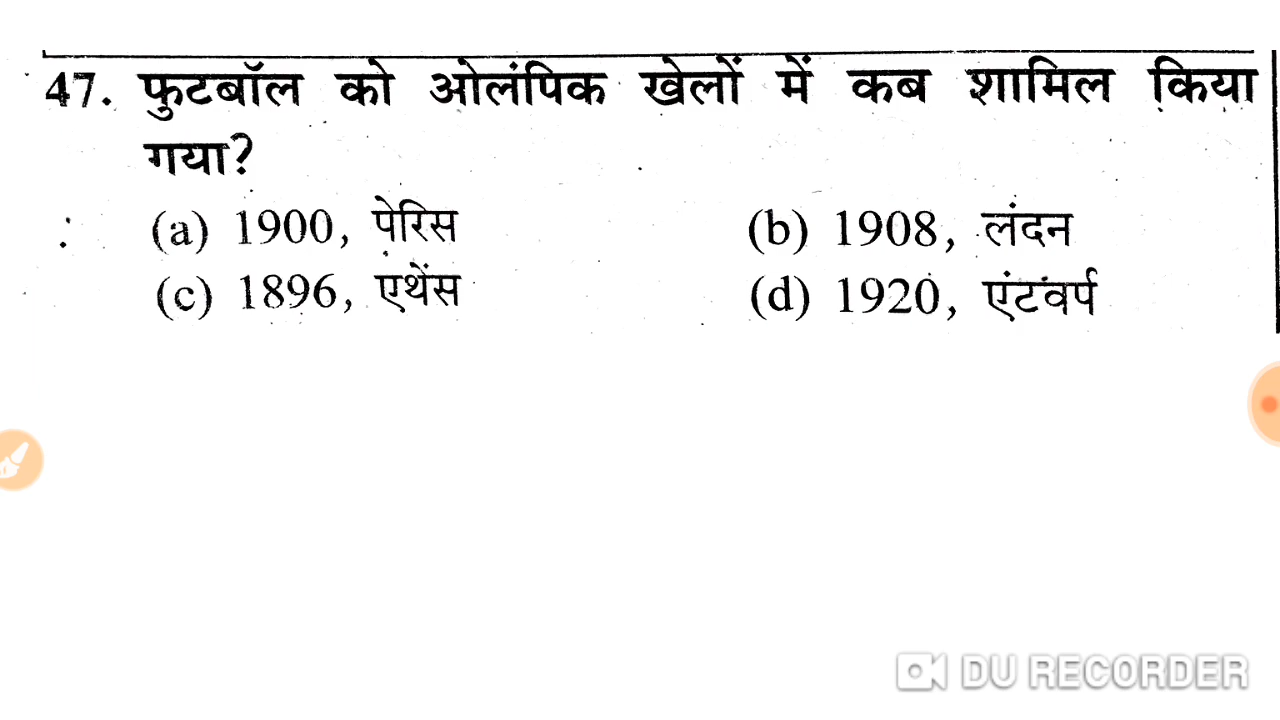 47. फुटबॉल को ओलंपिक खेलों में कब शामिल किया
गया?
(a) 1900, पेरिस (b) 1908, लंदन
(c) 1896, एथेंस (d) 1920, एंटवर्प
DU RECORDER